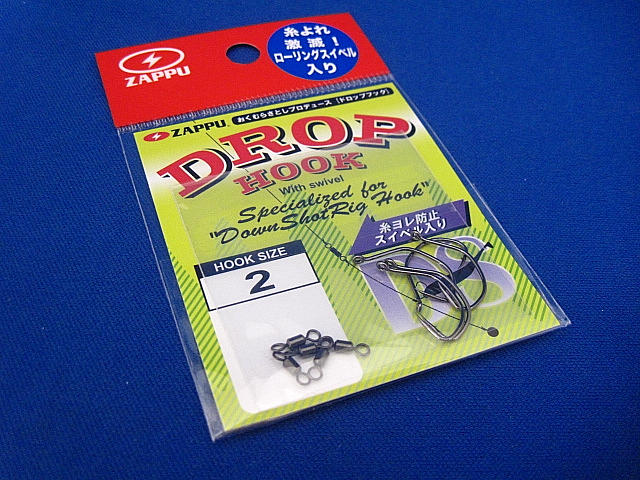 ZAPPU
糸よれ
激減!
ローリングスイベル
入り
ZAPPU おくむらさとしプロデュース [ドロップフック]
DROP
HOOK
With swivel
Specialized for
"DownShotRig Hook"
糸ヨレ防止
スイベル入り
HOOK SIZE
2
DS